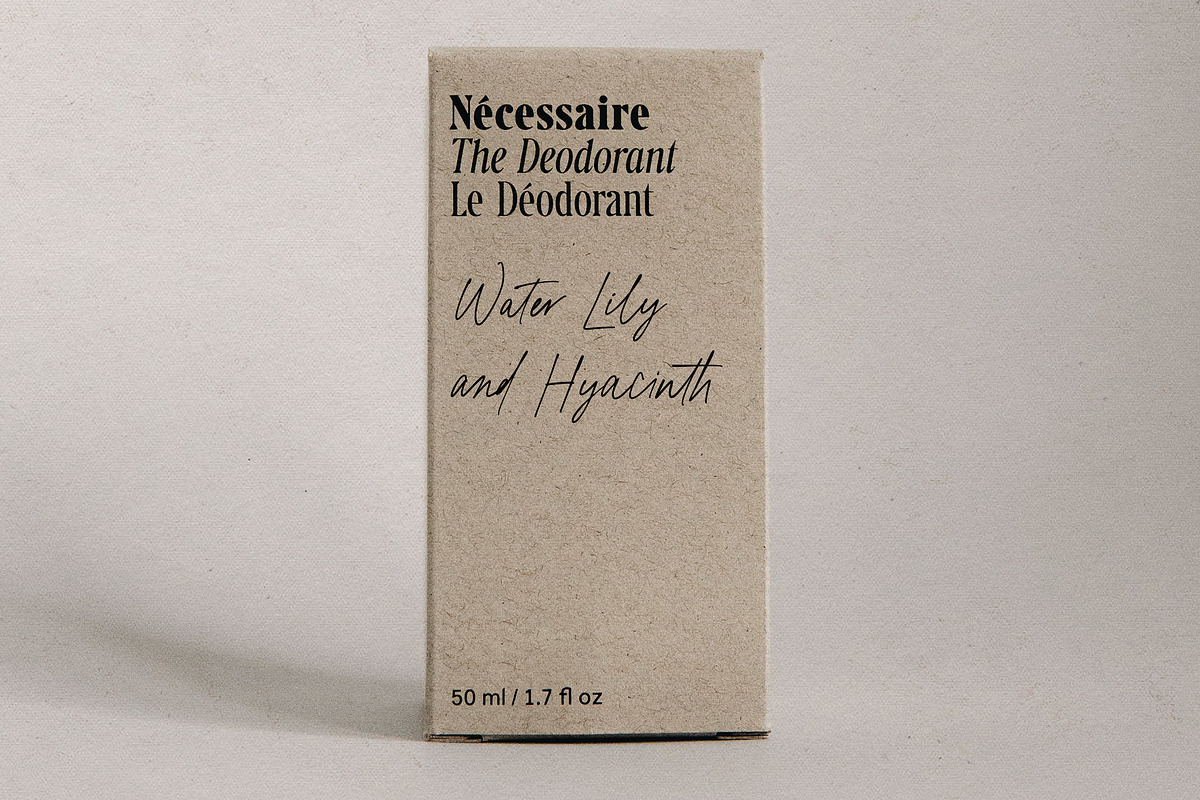 Nécessaire
The Deodorant
Le Déodorant
Water Lily
and Hyacinth
50 ml / 1.7 fl oz